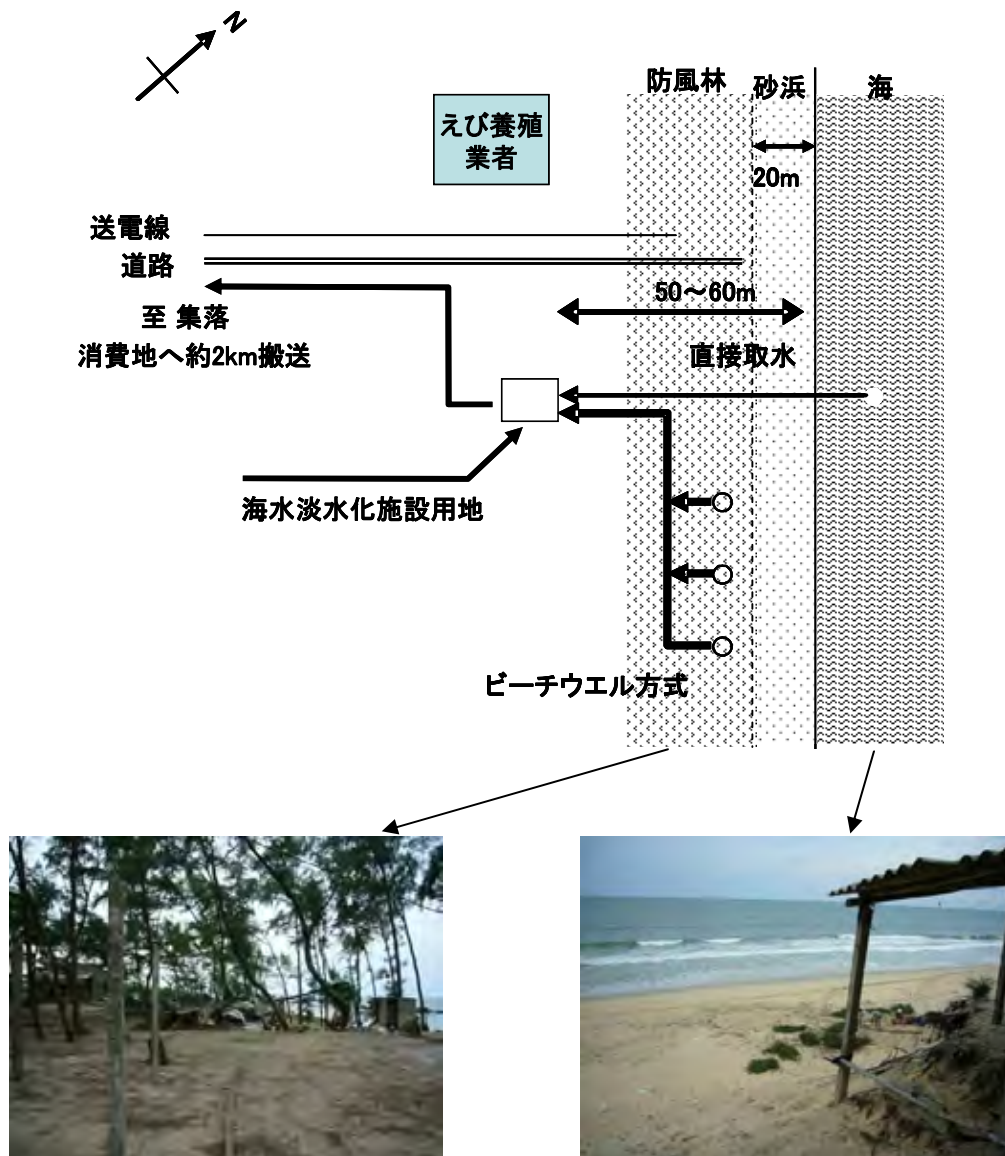 N
防風林
砂浜
海
えび養殖
業者
20m
送電線
道路
50～60m
至 集落
消費地へ約2km搬送
直接取水
海水淡水化施設用地
ビーチウエル方式